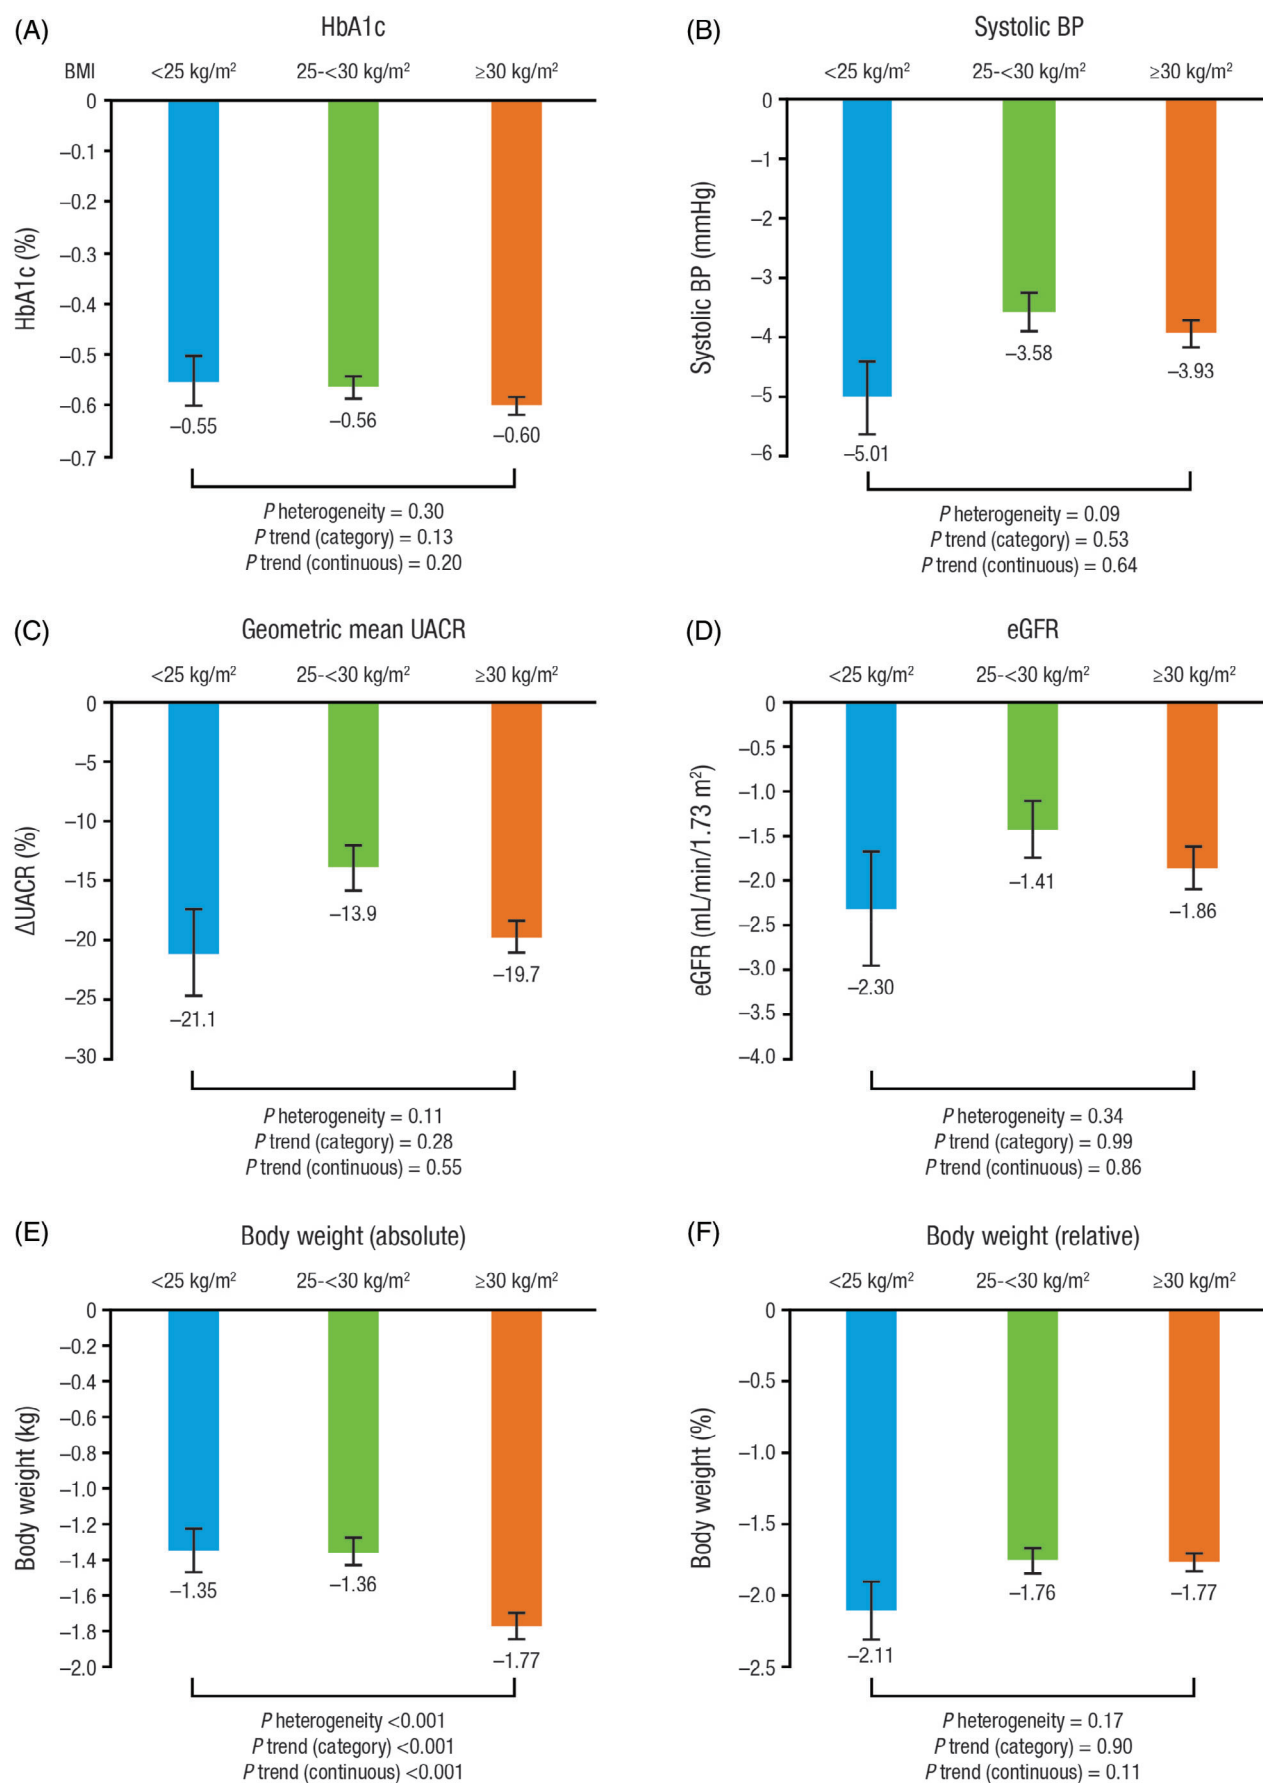 (A) HbA1c
BMI <25 kg/m² 25-<30 kg/m² ≥30 kg/m²
0
–0.1
–0.2
–0.3
–0.4
–0.5
–0.6
–0.7
HbA1c (%)
–0.55
–0.56
–0.60
P heterogeneity = 0.30
P trend (category) = 0.13
P trend (continuous) = 0.20
(B) Systolic BP
<25 kg/m² 25-<30 kg/m² ≥30 kg/m²
0
–1
–2
–3
–4
–5
–6
Systolic BP (mmHg)
–5.01
–3.58
–3.93
P heterogeneity = 0.09
P trend (category) = 0.53
P trend (continuous) = 0.64
(C) Geometric mean UACR
<25 kg/m² 25-<30 kg/m² ≥30 kg/m²
0
–5
–10
–15
–20
–25
–30
ΔUACR (%)
–21.1
–13.9
–19.7
P heterogeneity = 0.11
P trend (category) = 0.28
P trend (continuous) = 0.55
(D) eGFR
<25 kg/m² 25-<30 kg/m² ≥30 kg/m²
0
–0.5
–1.0
–1.5
–2.0
–2.5
–3.0
–3.5
–4.0
eGFR (mL/min/1.73 m²)
–2.30
–1.41
–1.86
P heterogeneity = 0.34
P trend (category) = 0.99
P trend (continuous) = 0.86
(E) Body weight (absolute)
<25 kg/m² 25-<30 kg/m² ≥30 kg/m²
0
–0.2
–0.4
–0.6
–0.8
–1.0
–1.2
–1.4
–1.6
–1.8
–2.0
Body weight (kg)
–1.35
–1.36
–1.77
P heterogeneity <0.001
P trend (category) <0.001
P trend (continuous) <0.001
(F) Body weight (relative)
<25 kg/m² 25-<30 kg/m² ≥30 kg/m²
0
–0.5
–1.0
–1.5
–2.0
–2.5
Body weight (%)
–2.11
–1.76
–1.77
P heterogeneity = 0.17
P trend (category) = 0.90
P trend (continuous) = 0.11